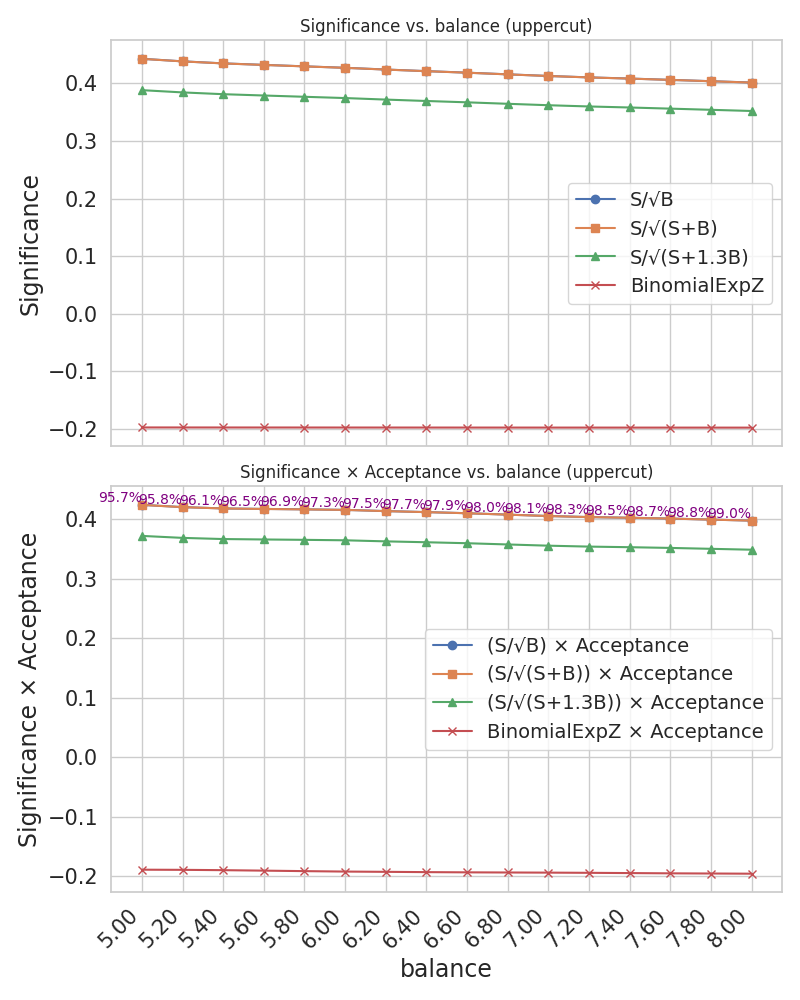 Significance vs. balance (uppercut)
Significance
0.4
0.3
0.2
0.1
0.0
−0.1
−0.2
S/√B
S/√(S+B)
S/√(S+1.3B)
BinomialExpZ
Significance × Acceptance vs. balance (uppercut)
Significance × Acceptance
95.7% 95.8% 96.1% 96.5% 96.9% 97.3% 97.5% 97.7% 97.9% 98.0% 98.1% 98.3% 98.5% 98.7% 98.8% 99.0%
0.4
0.3
0.2
0.1
0.0
−0.1
−0.2
(S/√B) × Acceptance
(S/√(S+B)) × Acceptance
(S/√(S+1.3B)) × Acceptance
BinomialExpZ × Acceptance
5.00 5.20 5.40 5.60 5.80 6.00 6.20 6.40 6.60 6.80 7.00 7.20 7.40 7.60 7.80 8.00
balance